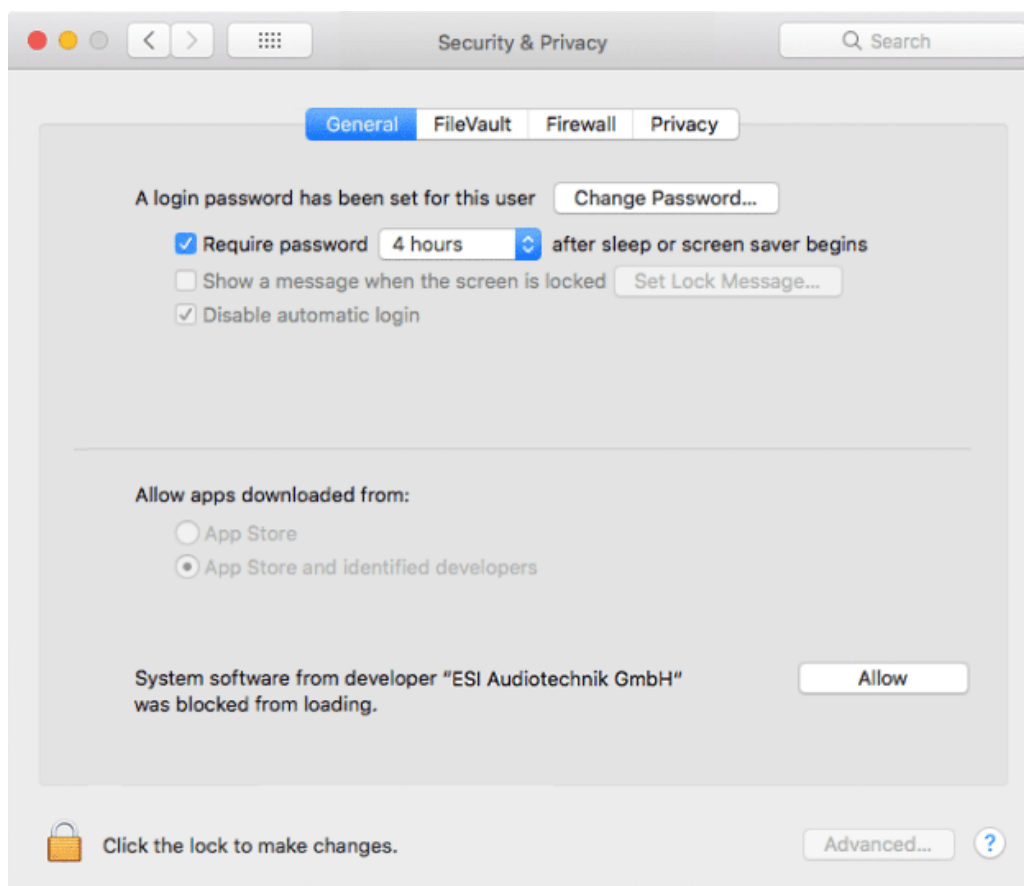 Security & Privacy
Search
General
FileVault
Firewall
Privacy
A login password has been set for this user
Change Password...
Require password
4 hours
after sleep or screen saver begins
Show a message when the screen is locked
Set Lock Message...
Disable automatic login
Allow apps downloaded from:
App Store
App Store and identified developers
System software from developer “ESI Audiotechnik GmbH”
was blocked from loading.
Allow
Click the lock to make changes.
Advanced...
?